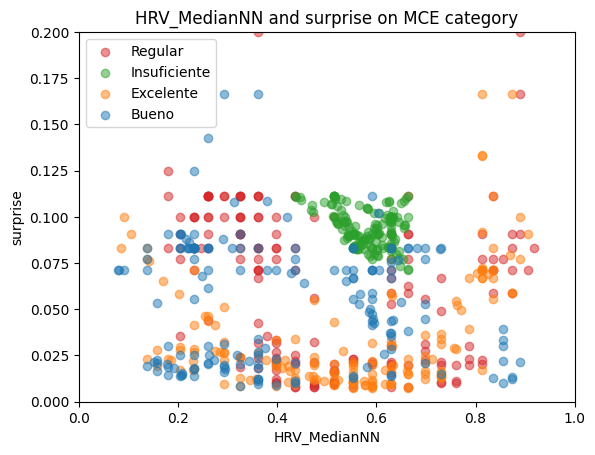 HRV_MedianNN and surprise on MCE category
Regular
Insuficiente
Excelente
Bueno
surprise
0.200
0.175
0.150
0.125
0.100
0.075
0.050
0.025
0.000
0.0 0.2 0.4 0.6 0.8 1.0
HRV_MedianNN